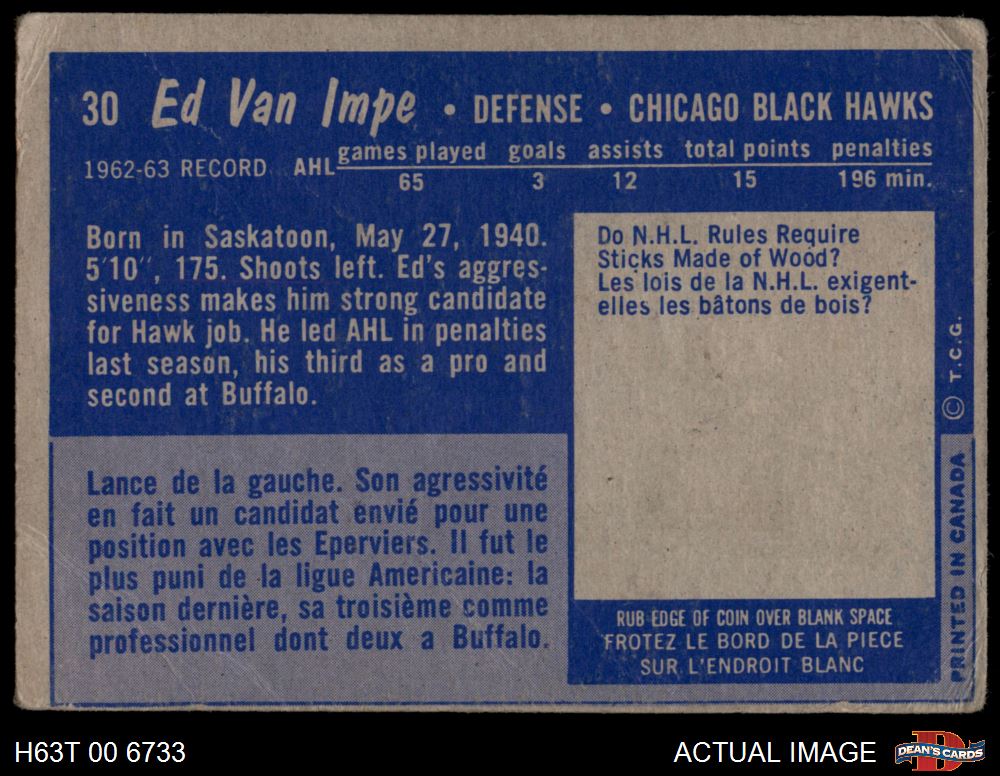 30 Ed Van Impe • DEFENSE • CHICAGO BLACK HAWKS
games played goals assists total points penalties
1962-63 RECORD AHL
65 3 12 15 196 min.
Born in Saskatoon, May 27, 1940.
5'10", 175. Shoots left. Ed's aggres-
siveness makes him strong candidate
for Hawk job. He led AHL in penalties
last season, his third as a pro and
second at Buffalo.
Lance de la gauche. Son agressivité
en fait un candidat envié pour une
position avec les Eperviers. Il fut le
plus puni de la ligue Americaine: la
saison dernière, sa troisième comme
professionnel dont deux a Buffalo.
Do N.H.L. Rules Require
Sticks Made of Wood?
Les lois de la N.H.L. exigent-
elles les bâtons de bois?
RUB EDGE OF COIN OVER BLANK SPACE
FROTEZ LE BORD DE LA PIECE
SUR L'ENDROIT BLANC
© T.C.G.
PRINTED IN CANADA
H63T 00 6733
ACTUAL IMAGE
DEAN'S CARDS